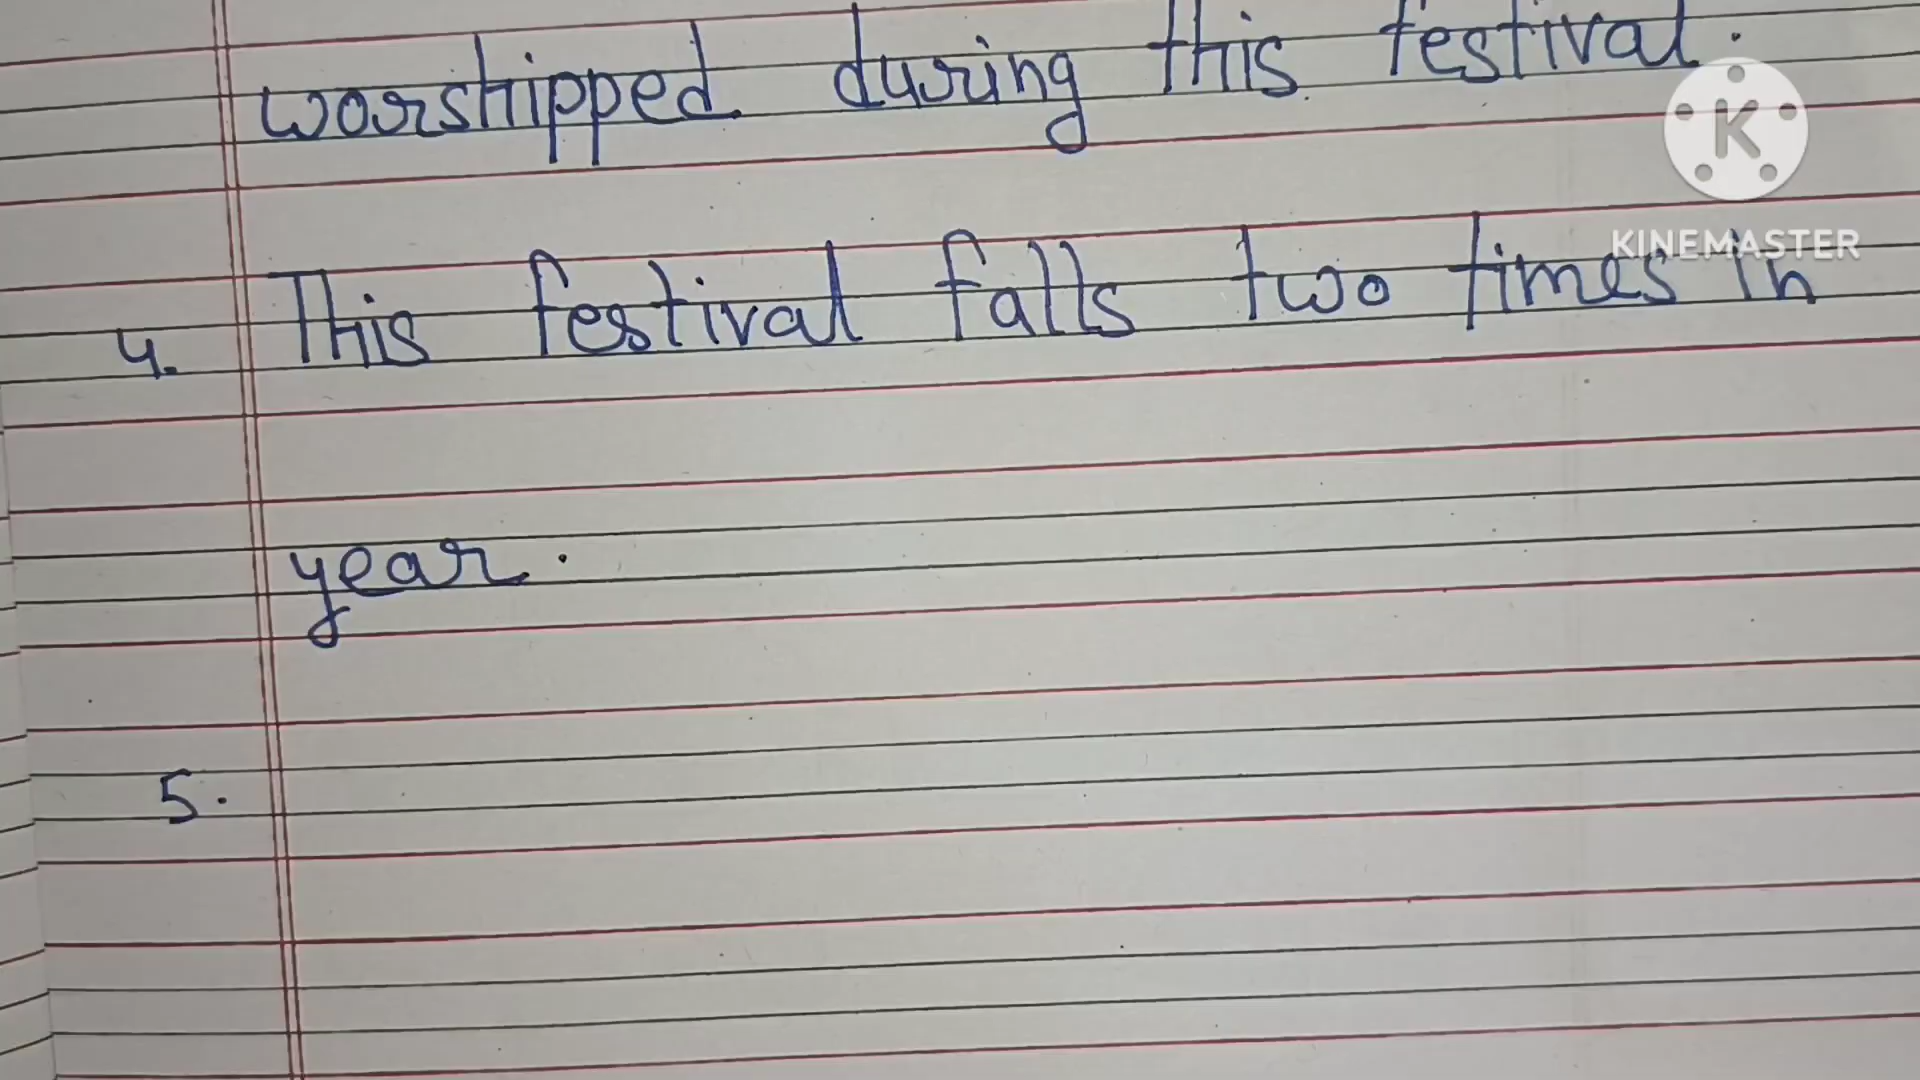 worshipped during this festival.
KINEMASTER
4. This festival falls two times in
year.
5.